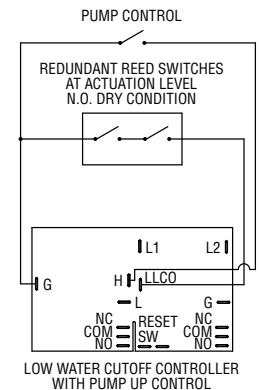 PUMP CONTROL
REDUNDANT REED SWITCHES
AT ACTUATION LEVEL
N.O. DRY CONDITION
L1 L2
G H LLCO
L G
NC RESET NC
COM SW COM
NO NO
LOW WATER CUTOFF CONTROLLER
WITH PUMP UP CONTROL